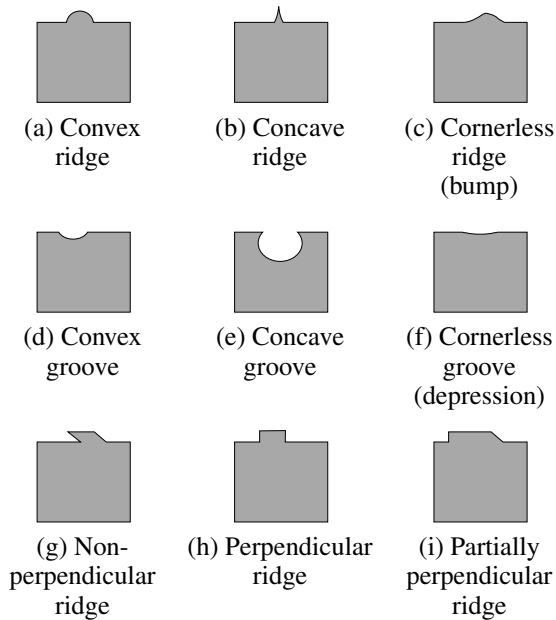 (a) Convex
ridge
(b) Concave
ridge
(c) Cornerless
ridge
(bump)
(d) Convex
groove
(e) Concave
groove
(f) Cornerless
groove
(depression)
(g) Non-
perpendicular
ridge
(h) Perpendicular
ridge
(i) Partially
perpendicular
ridge